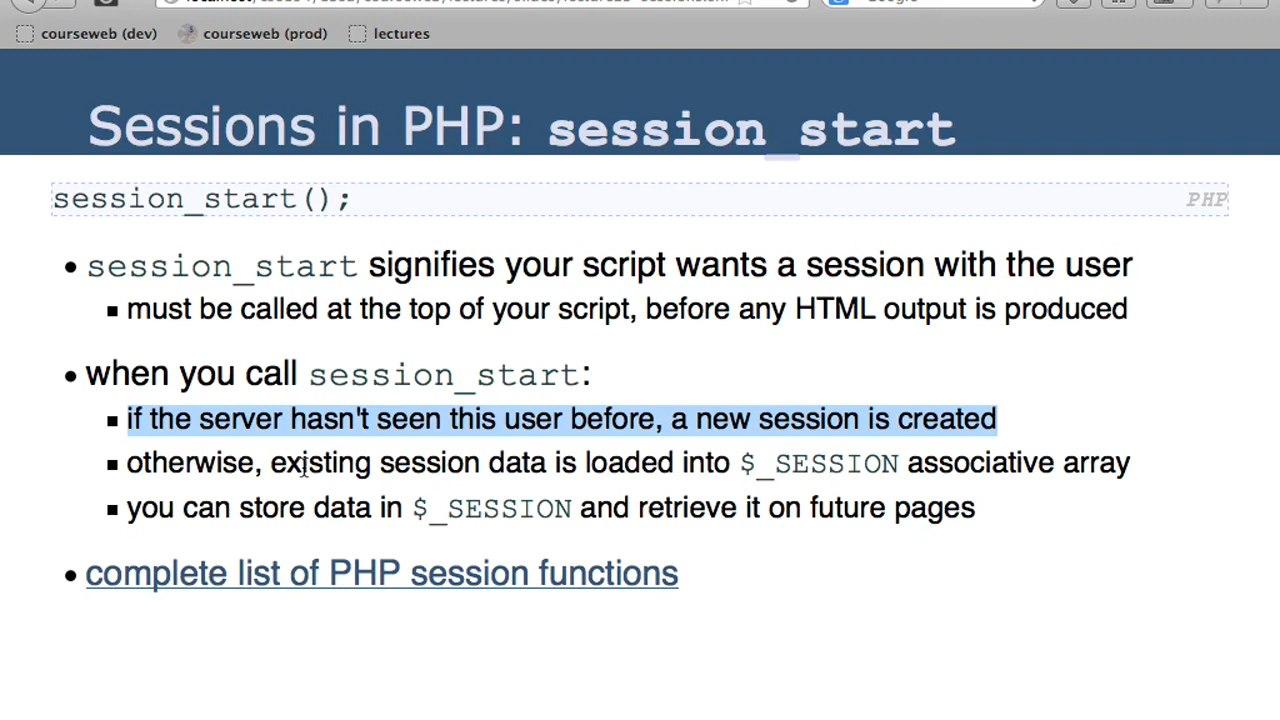 courseweb (dev) courseweb (prod) lectures
Sessions in PHP: session_start
session_start(); PHP
• session_start signifies your script wants a session with the user
▪ must be called at the top of your script, before any HTML output is produced
• when you call session_start:
▪ if the server hasn't seen this user before, a new session is created
▪ otherwise, existing session data is loaded into $_SESSION associative array
▪ you can store data in $_SESSION and retrieve it on future pages
• complete list of PHP session functions